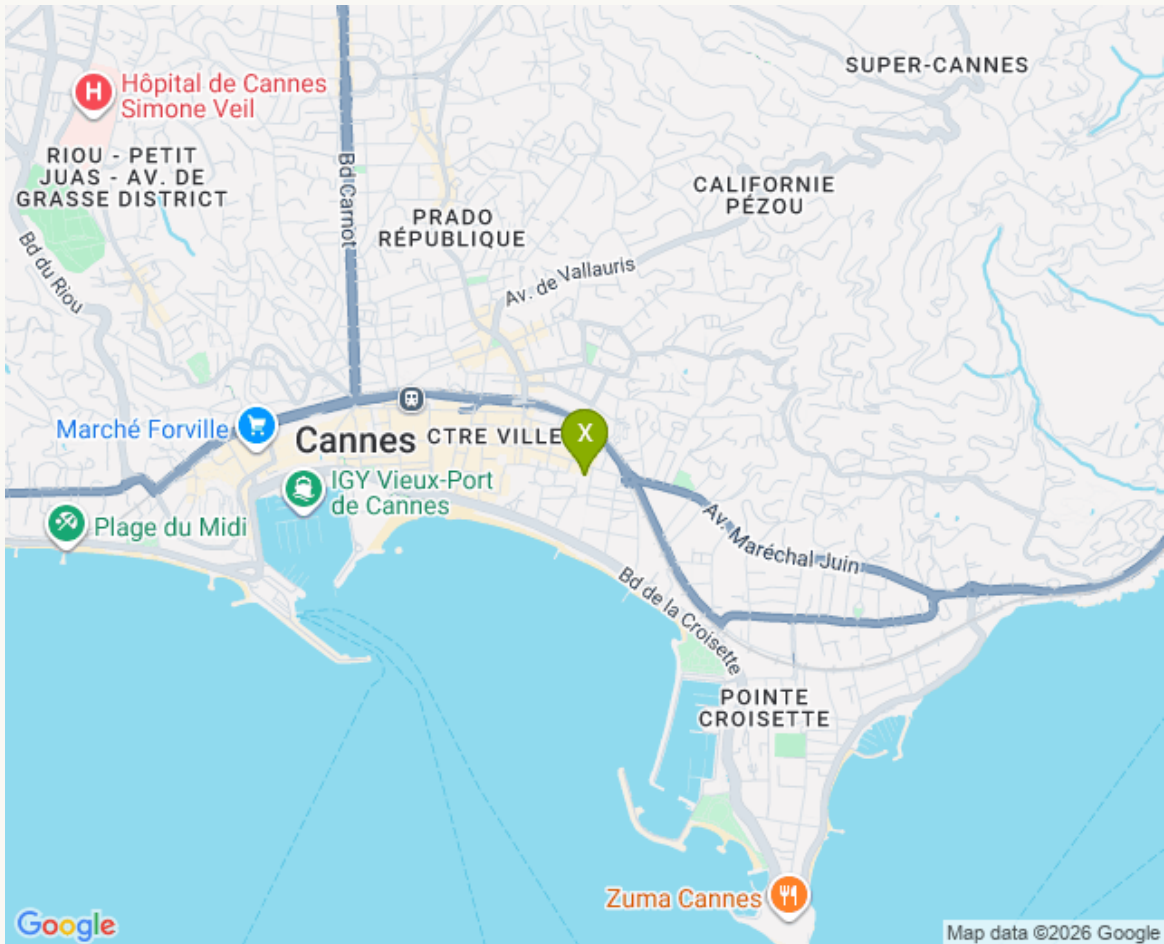 SUPER-CANNES
Hôpital de Cannes
Simone Veil
RIOU - PETIT
JUAS - AV. DE
GRASSE DISTRICT
Bd Carnot
CALIFORNIE
PÉZOU
PRADO
RÉPUBLIQUE
Bd du Riou
Av. de Vallauris
Marché Forville
Cannes
CTRE VILLE
X
IGY Vieux-Port
de Cannes
Plage du Midi
Av. Maréchal Juin
Bd de la Croisette
POINTE
CROISETTE
Zuma Cannes
Google
Map data ©2026 Google